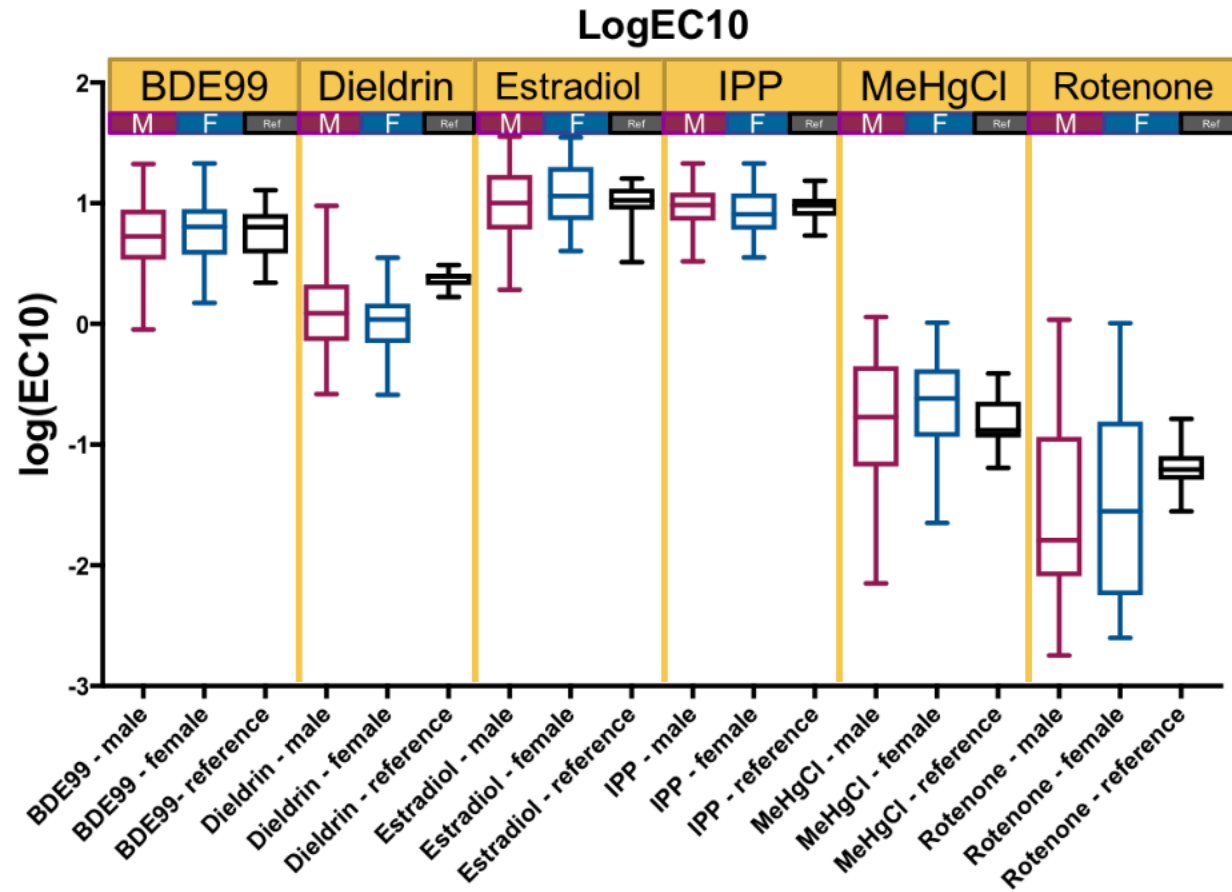 LogEC10
BDE99 Dieldrin Estradiol IPP MeHgCl Rotenone
M F Ref M F Ref M F Ref M F Ref M F Ref M F Ref
log(EC10)
2
1
0
-1
-2
-3
BDE99 - male
BDE99 - female
BDE99- reference
Dieldrin - male
Dieldrin - female
Dieldrin - reference
Estradiol - male
Estradiol - female
Estradiol - reference
IPP - male
IPP - female
IPP - reference
MeHgCl - male
MeHgCl - female
MeHgCl - reference
Rotenone - male
Rotenone - female
Rotenone - reference